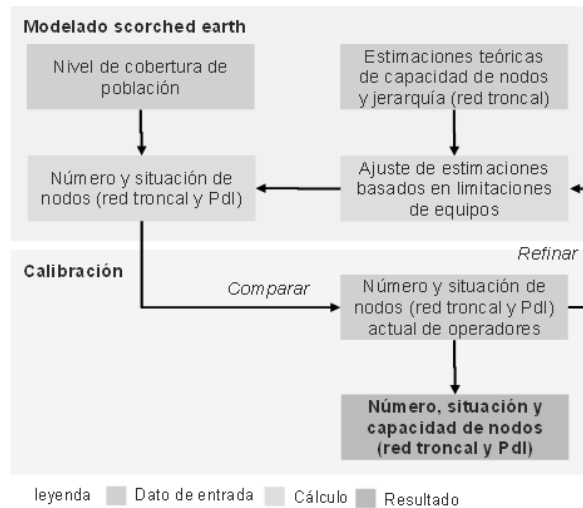 Modelado scorched earth
Nivel de cobertura de
población
Estimaciones teóricas
de capacidad de nodos
y jerarquía (red troncal)
Número y situación de
nodos (red troncal y PdI)
Ajuste de estimaciones
basados en limitaciones
de equipos
Refinar
Calibración
Comparar
Número y situación de
nodos (red troncal y PdI)
actual de operadores
Número, situación y
capacidad de nodos
(red troncal y PdI)
leyenda
Dato de entrada
Cálculo
Resultado